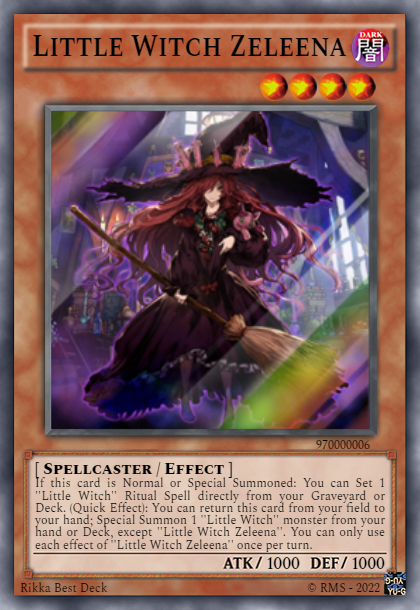 LITTLE WITCH ZELEENA
DARK
闇
970000006
[ SPELLCASTER / EFFECT ]
If this card is Normal or Special Summoned: You can Set 1
"Little Witch" Ritual Spell directly from your Graveyard or
Deck. (Quick Effect): You can return this card from your field to
your hand; Special Summon 1 "Little Witch" monster from your
hand or Deck, except "Little Witch Zeleena". You can only use
each effect of "Little Witch Zeleena" once per turn.
ATK / 1000 DEF / 1000
Rikka Best Deck
© RMS - 2022